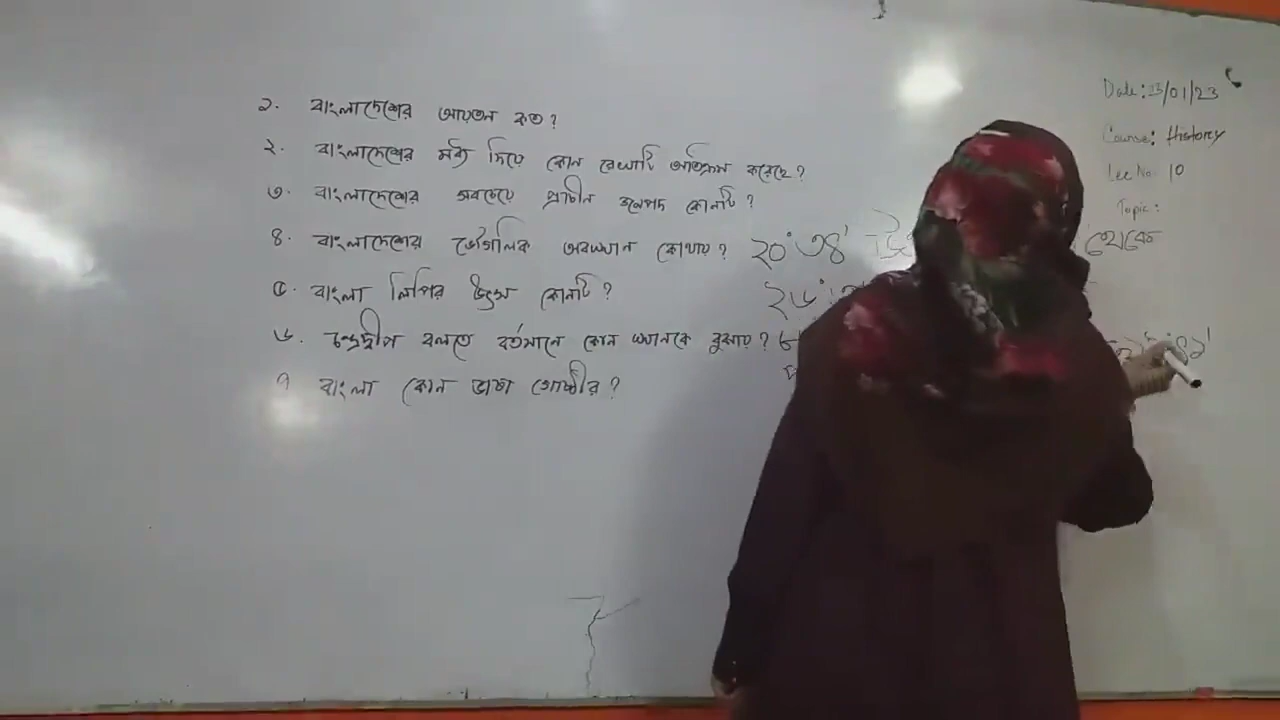 Date: 23/01/23
Course: History
Lec No: 10
Topic:
১. বাংলাদেশের আয়তন কত?
২. বাংলাদেশের মধ্য দিয়ে কোন রেখাটি অতিক্রম করেছে?
৩. বাংলাদেশের সবচেয়ে প্রাচীন জনপদ কোনটি?
৪. বাংলাদেশের ভৌগলিক অবস্থান কোথায়? ২০°৩৪' থেকে
৫. বাংলা লিপির উৎস কোনটি?
৬. চন্দ্রদ্বীপ বলতে বর্তমানে কোন স্থানকে বুঝায়?
৭ বাংলা কোন ভাষা গোষ্ঠীর?